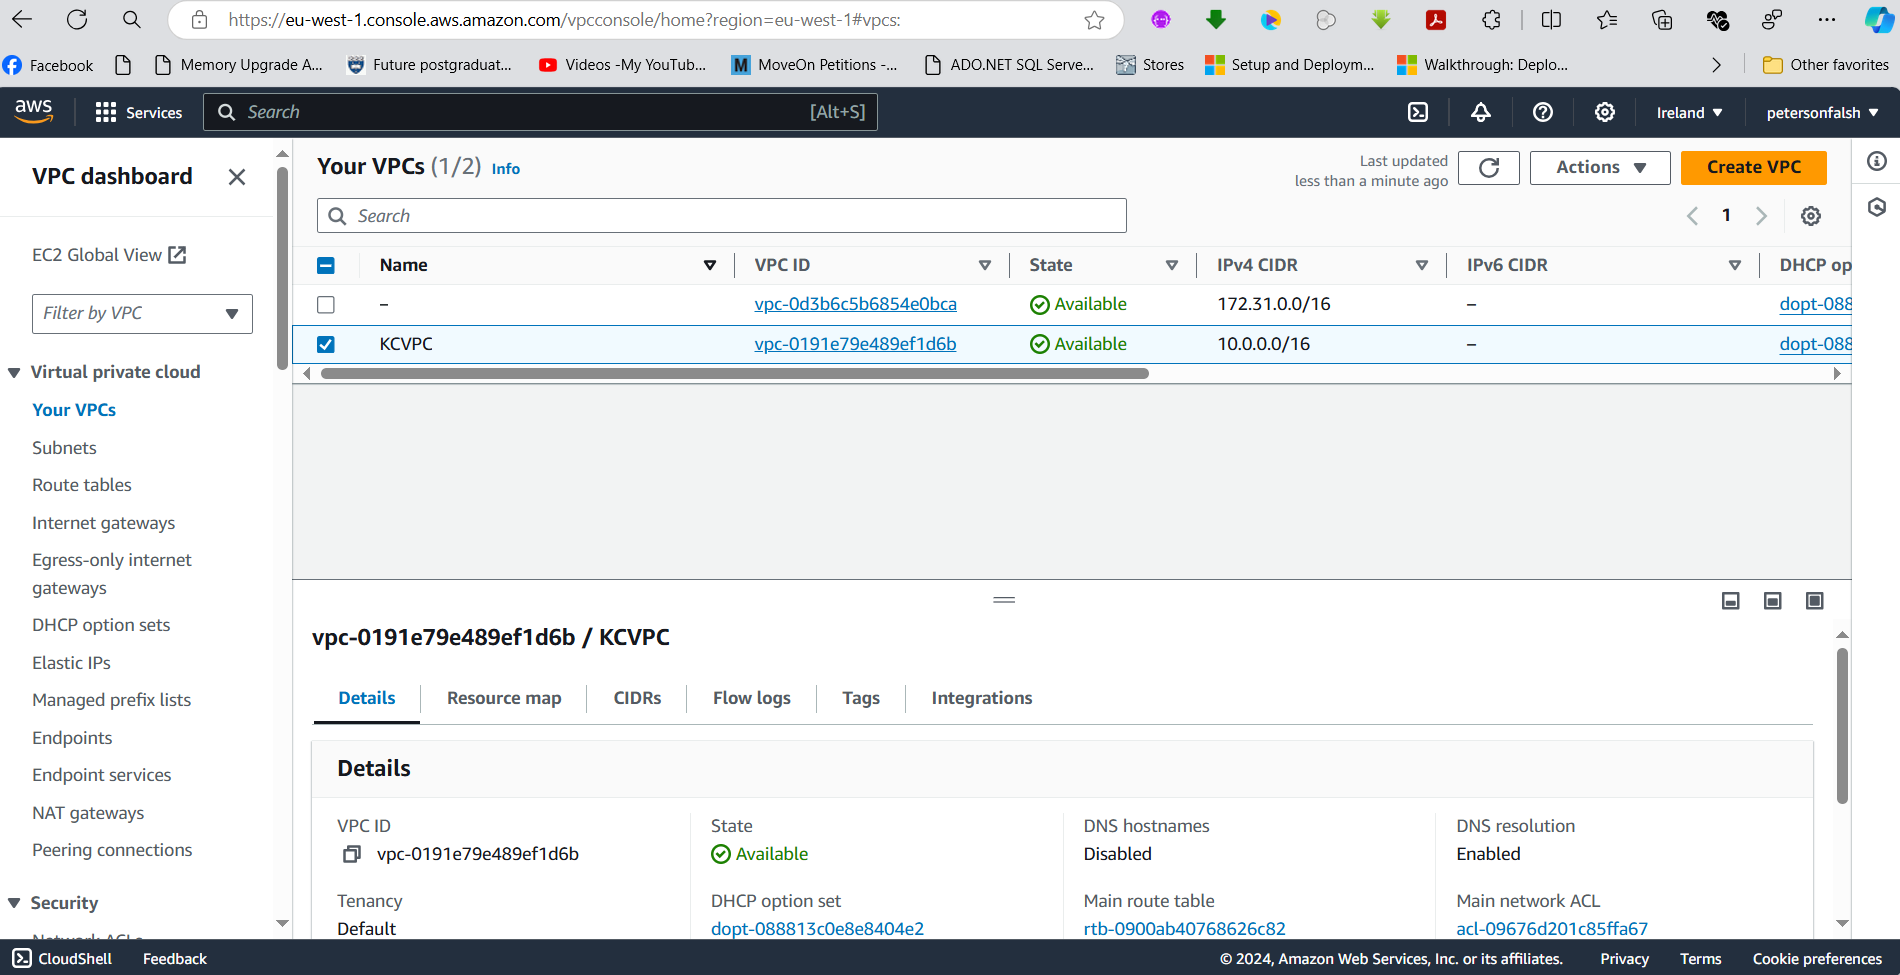 https://eu-west-1.console.aws.amazon.com/vpcconsole/home?region=eu-west-1#vpcs:
Facebook Memory Upgrade A... Future postgraduat... Videos -My YouTub... MoveOn Petitions -... ADO.NET SQL Serve... Stores Setup and Deploym... Walkthrough: Deplo... Other favorites
aws Services Search [Alt+S] Ireland petersonfalsh
VPC dashboard
EC2 Global View
Filter by VPC
Virtual private cloud
Your VPCs
Subnets
Route tables
Internet gateways
Egress-only internet
gateways
DHCP option sets
Elastic IPs
Managed prefix lists
Endpoints
Endpoint services
NAT gateways
Peering connections
Security
Network ACLs
Your VPCs (1/2) Info
Last updated
less than a minute ago
Actions
Create VPC
Search
1
Name VPC ID State IPv4 CIDR IPv6 CIDR DHCP op
– vpc-0d3b6c5b6854e0bca Available 172.31.0.0/16 – dopt-088
KCVPC vpc-0191e79e489ef1d6b Available 10.0.0.0/16 – dopt-088
vpc-0191e79e489ef1d6b / KCVPC
Details Resource map CIDRs Flow logs Tags Integrations
Details
VPC ID State DNS hostnames DNS resolution
vpc-0191e79e489ef1d6b Available Disabled Enabled
Tenancy DHCP option set Main route table Main network ACL
Default dopt-088813c0e8e8404e2 rtb-0900ab40768626c82 acl-09676d201c85ffa67
CloudShell Feedback © 2024, Amazon Web Services, Inc. or its affiliates. Privacy Terms Cookie preferences